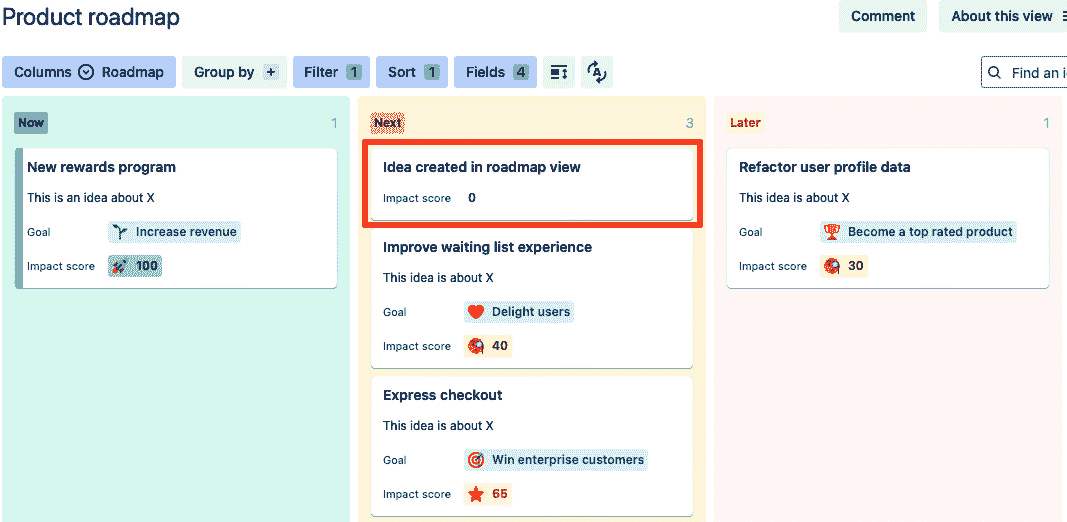 Product roadmap
Comment
About this view
Columns Roadmap
Group by +
Filter 1
Sort 1
Fields 4
Find an
Now 1
New rewards program
This is an idea about X
Goal Increase revenue
Impact score 100
Next 3
Idea created in roadmap view
Impact score 0
Improve waiting list experience
This idea is about X
Goal Delight users
Impact score 40
Express checkout
This idea is about X
Goal Win enterprise customers
Impact score 65
Later 1
Refactor user profile data
This idea is about X
Goal Become a top rated product
Impact score 30